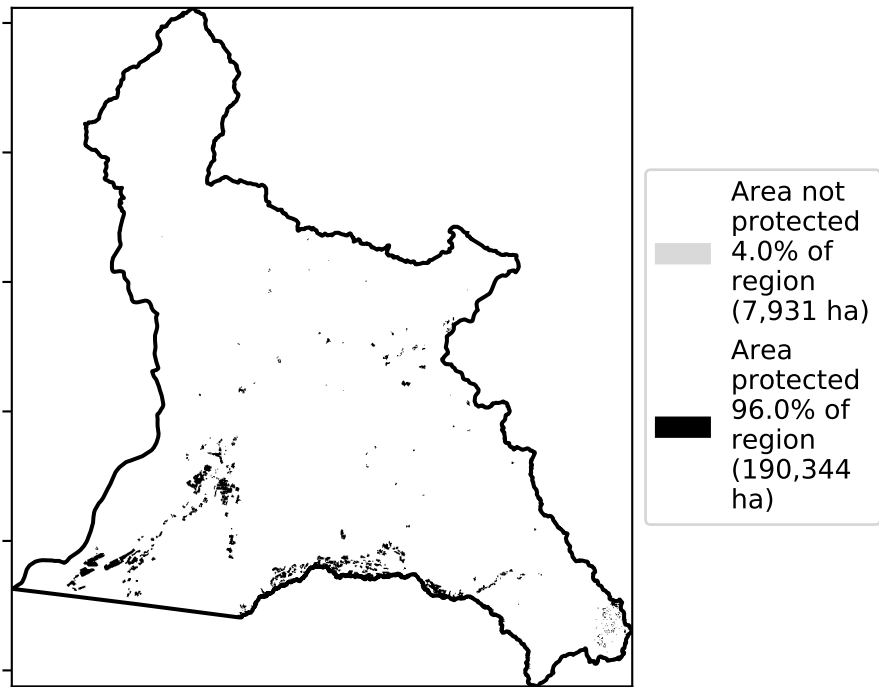 Area not
protected
4.0% of
region
(7,931 ha)
Area
protected
96.0% of
region
(190,344
ha)